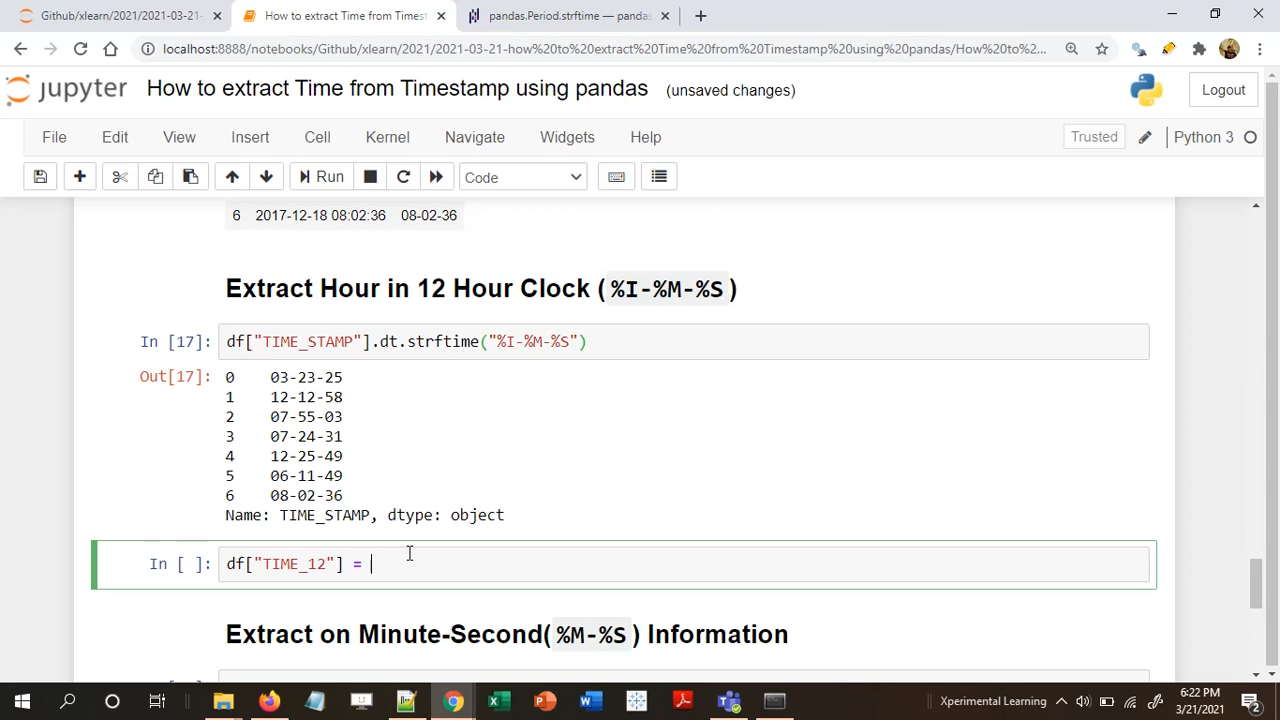 Github/xlearn/2021/2021-03-21-
How to extract Time from Timest
pandas.Period.strftime — pandas
localhost:8888/notebooks/Github/xlearn/2021/2021-03-21-how%20to%20extract%20Time%20from%20Timestamp%20using%20pandas/How%20to%...
jupyter How to extract Time from Timestamp using pandas (unsaved changes)
Logout
File Edit View Insert Cell Kernel Navigate Widgets Help
Trusted Python 3
Run Code
6 2017-12-18 08:02:36 08-02-36
Extract Hour in 12 Hour Clock (%I-%M-%S)
In [17]: df["TIME_STAMP"].dt.strftime("%I-%M-%S")
Out[17]: 0 03-23-25
1 12-12-58
2 07-55-03
3 07-24-31
4 12-25-49
5 06-11-49
6 08-02-36
Name: TIME_STAMP, dtype: object
In [ ]: df["TIME_12"] =
Extract on Minute-Second(%M-%S) Information
Xperimental Learning
6:22 PM
3/21/2021
2